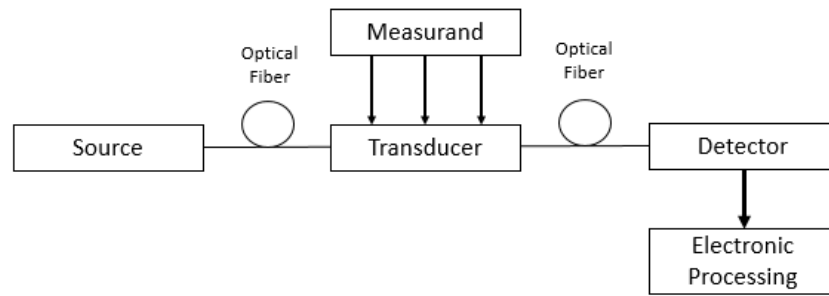 Measurand
Optical
Fiber
Optical
Fiber
Source
Transducer
Detector
Electronic
Processing